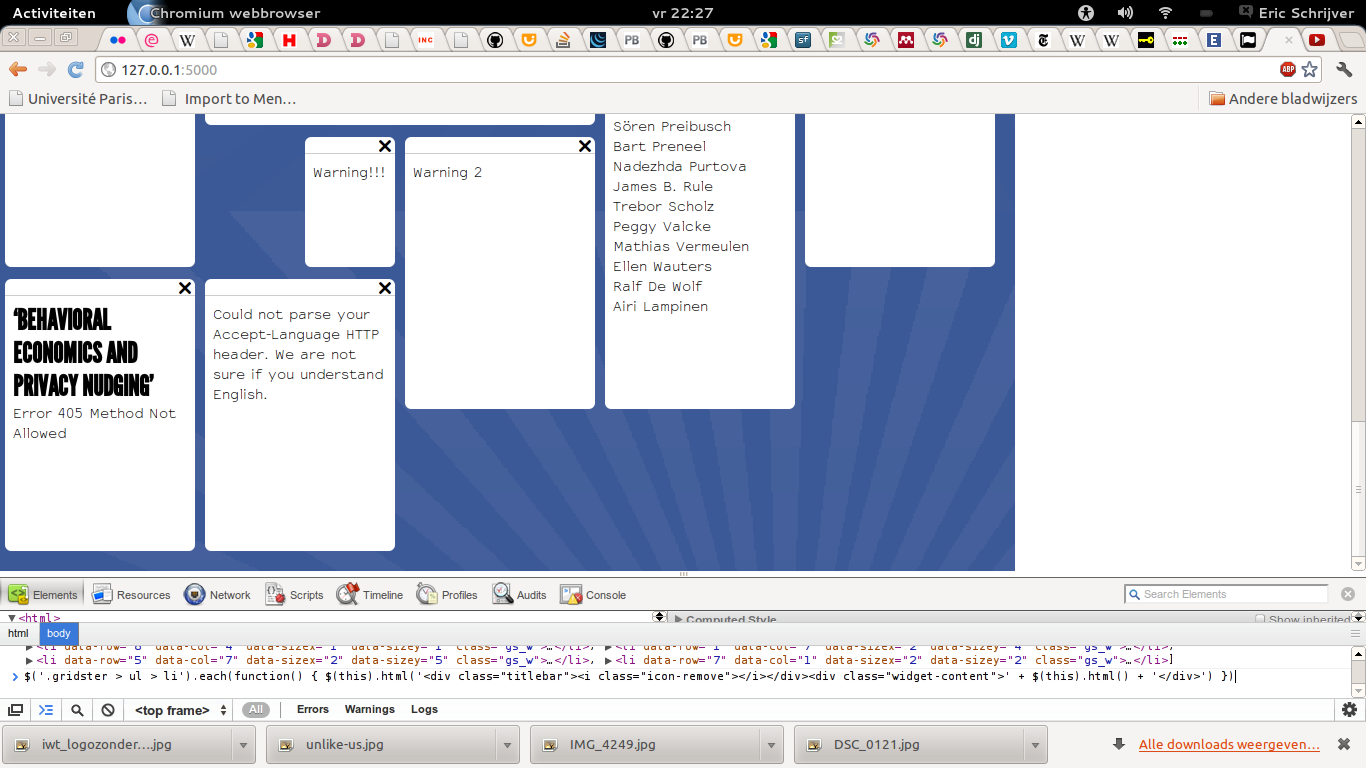 Activiteiten
Chromium webbrowser
vr 22:27
Eric Schrijver
127.0.0.1:5000
ABP
Université Paris…
Import to Men…
Andere bladwijzers
Sören Preibusch
Bart Preneel
Nadezhda Purtova
James B. Rule
Trebor Scholz
Peggy Valcke
Mathias Vermeulen
Ellen Wauters
Ralf De Wolf
Airi Lampinen
Warning!!!
Warning 2
‘BEHAVIORAL
ECONOMICS AND
PRIVACY NUDGING’
Error 405 Method Not
Allowed
Could not parse your
Accept-Language HTTP
header. We are not
sure if you understand
English.
Elements
Resources
Network
Scripts
Timeline
Profiles
Audits
Console
Search Elements
<html>
Computed Style
Show inherited
html
body
<li data-row="5" data-col="7" data-sizex="2" data-sizey="5" class="gs_w">…</li>, <li data-row="7" data-col="1" data-sizex="2" data-sizey="2" class="gs_w">…</li>]
$('.gridster > ul > li').each(function() { $(this).html('<div class="titlebar"><i class="icon-remove"></i></div><div class="widget-content">' + $(this).html() + '</div>') })
<top frame>
All
Errors
Warnings
Logs
iwt_logozonder….jpg
unlike-us.jpg
IMG_4249.jpg
DSC_0121.jpg
Alle downloads weergeven…